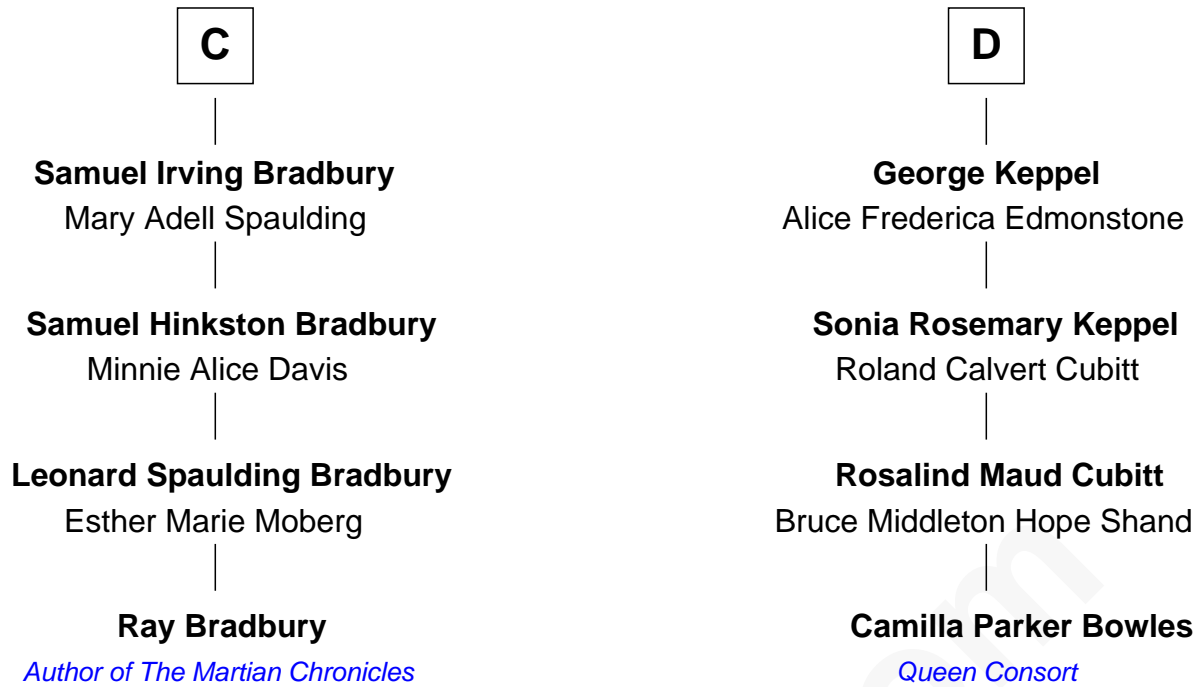 C
Samuel Irving Bradbury
Mary Adell Spaulding
Samuel Hinkston Bradbury
Minnie Alice Davis
Leonard Spaulding Bradbury
Esther Marie Moberg
Ray Bradbury
Author of The Martian Chronicles
D
George Keppel
Alice Frederica Edmonstone
Sonia Rosemary Keppel
Roland Calvert Cubitt
Rosalind Maud Cubitt
Bruce Middleton Hope Shand
Camilla Parker Bowles
Queen Consort